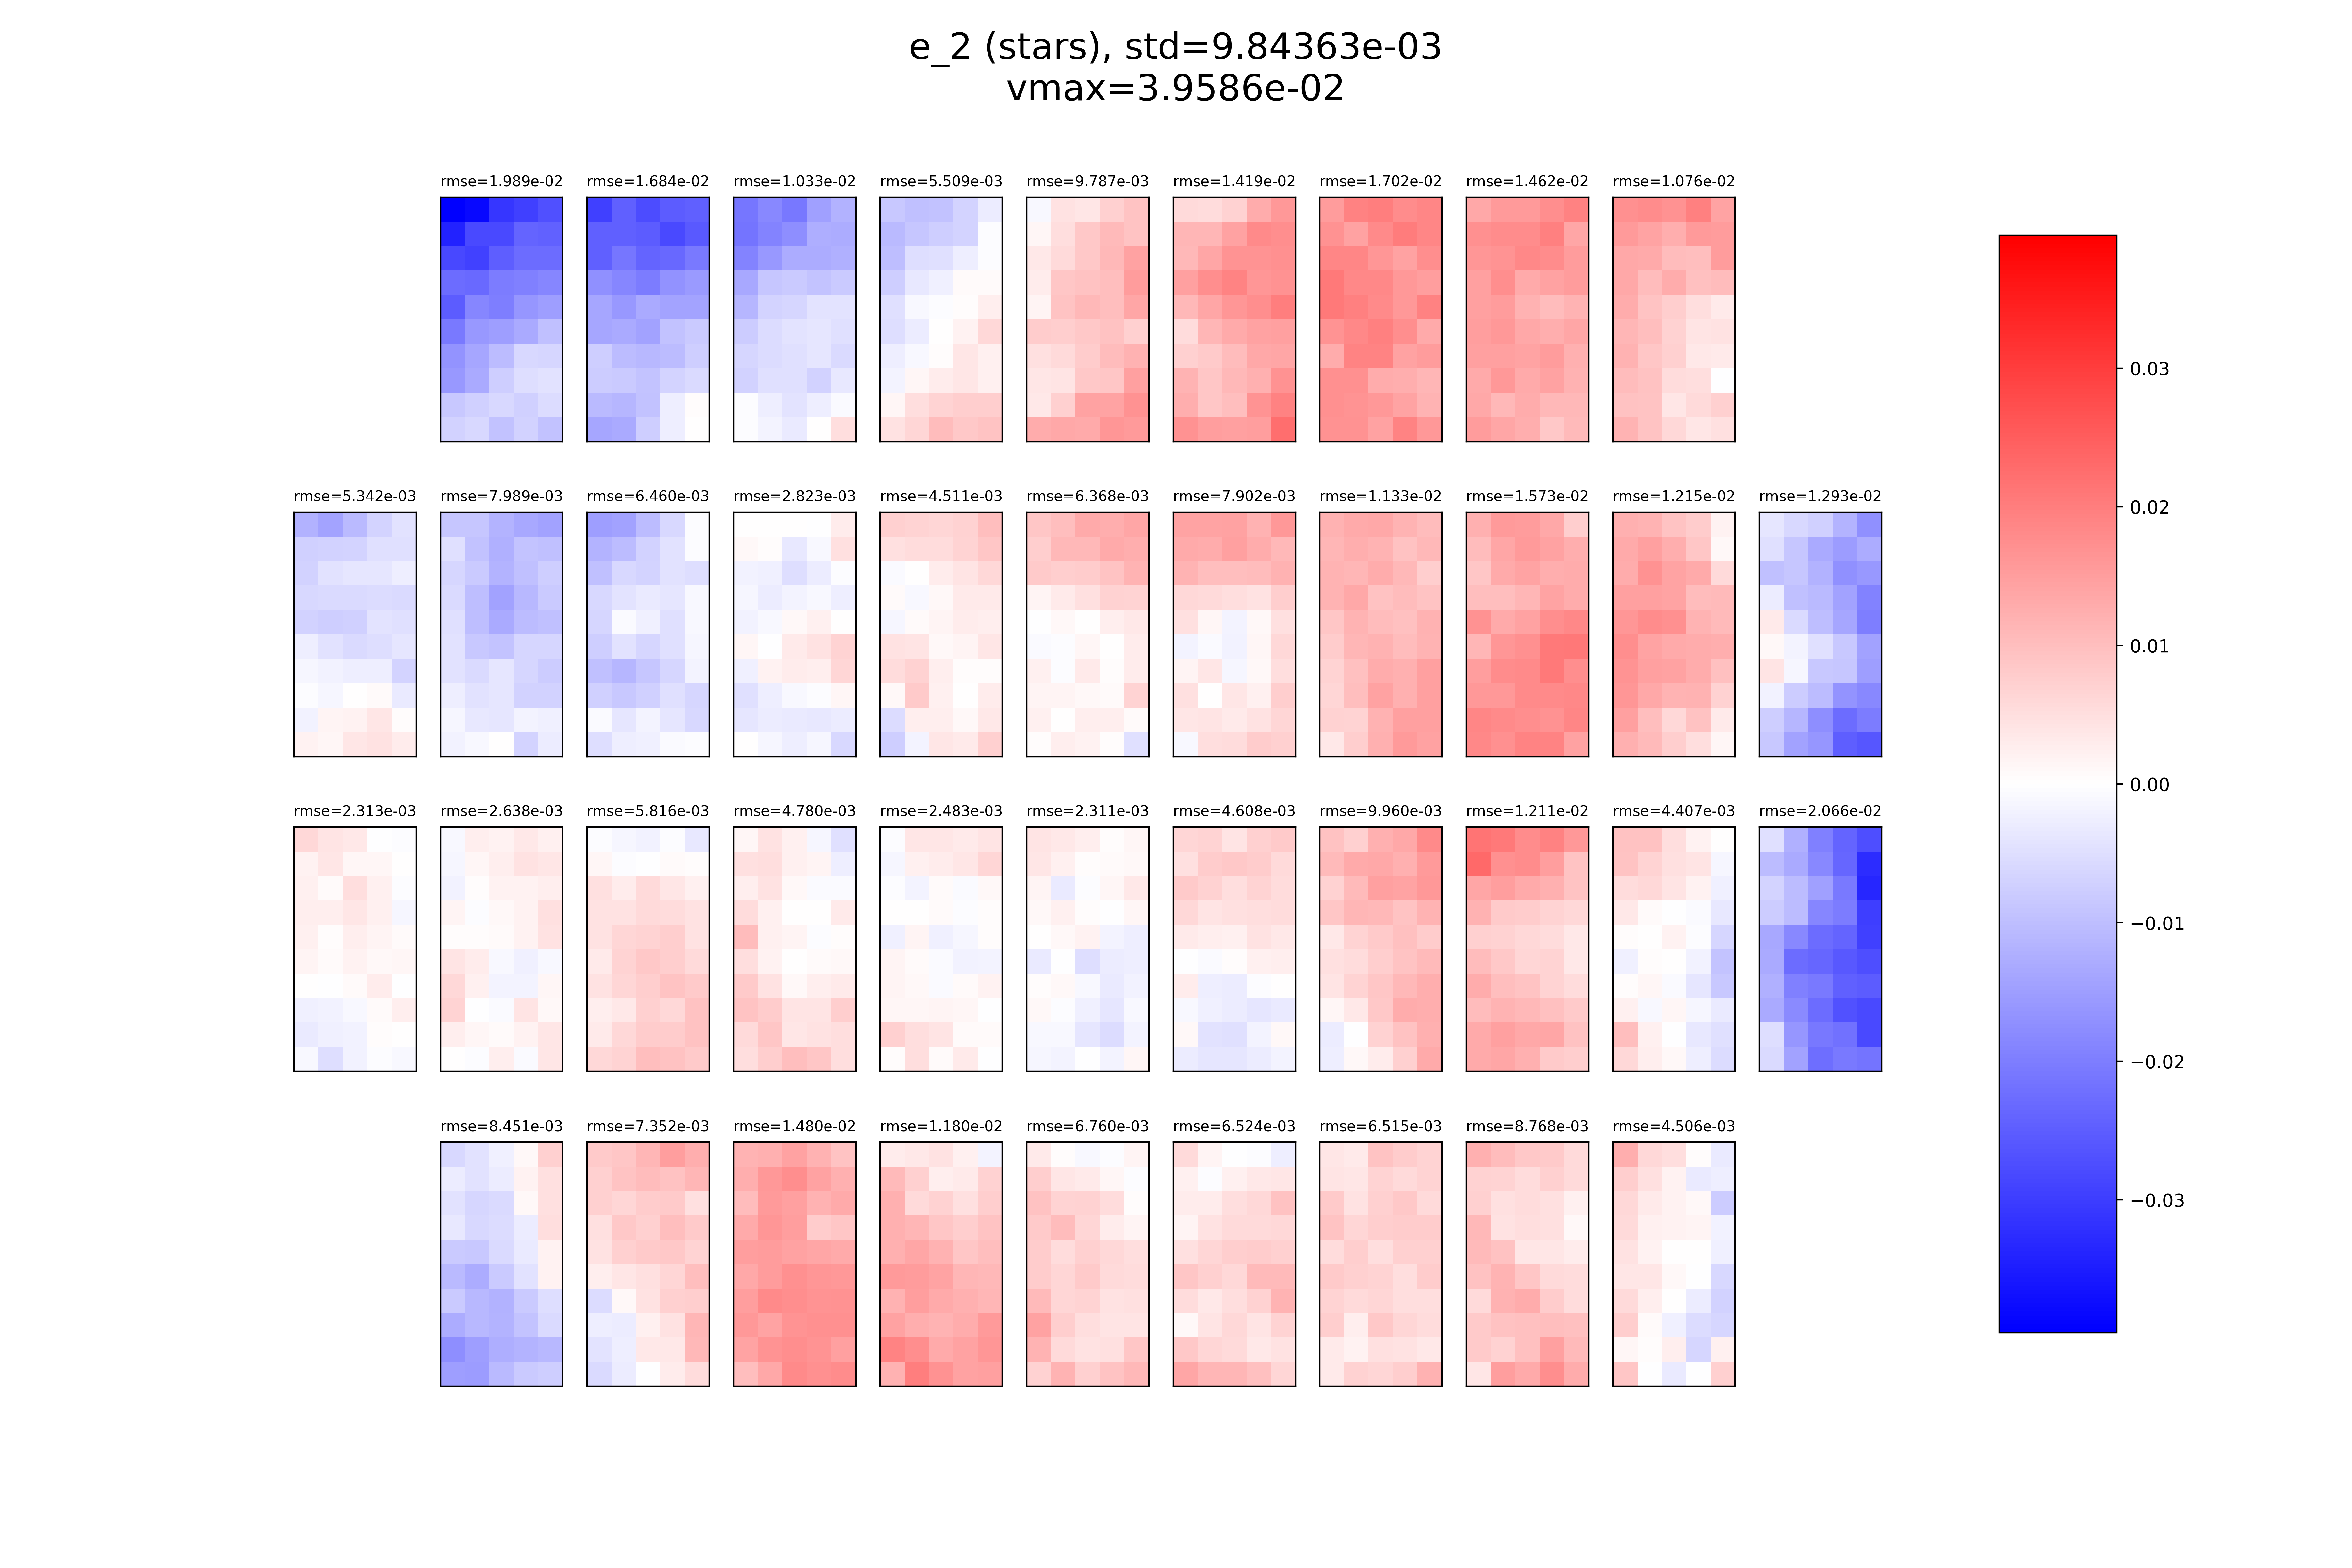 e_2 (stars), std=9.84363e-03
vmax=3.9586e-02
rmse=1.989e-02 rmse=1.684e-02 rmse=1.033e-02 rmse=5.509e-03 rmse=9.787e-03 rmse=1.419e-02 rmse=1.702e-02 rmse=1.462e-02 rmse=1.076e-02
rmse=5.342e-03 rmse=7.989e-03 rmse=6.460e-03 rmse=2.823e-03 rmse=4.511e-03 rmse=6.368e-03 rmse=7.902e-03 rmse=1.133e-02 rmse=1.573e-02 rmse=1.215e-02 rmse=1.293e-02
rmse=2.313e-03 rmse=2.638e-03 rmse=5.816e-03 rmse=4.780e-03 rmse=2.483e-03 rmse=2.311e-03 rmse=4.608e-03 rmse=9.960e-03 rmse=1.211e-02 rmse=4.407e-03 rmse=2.066e-02
rmse=8.451e-03 rmse=7.352e-03 rmse=1.480e-02 rmse=1.180e-02 rmse=6.760e-03 rmse=6.524e-03 rmse=6.515e-03 rmse=8.768e-03 rmse=4.506e-03
0.03
0.02
0.01
0.00
−0.01
−0.02
−0.03